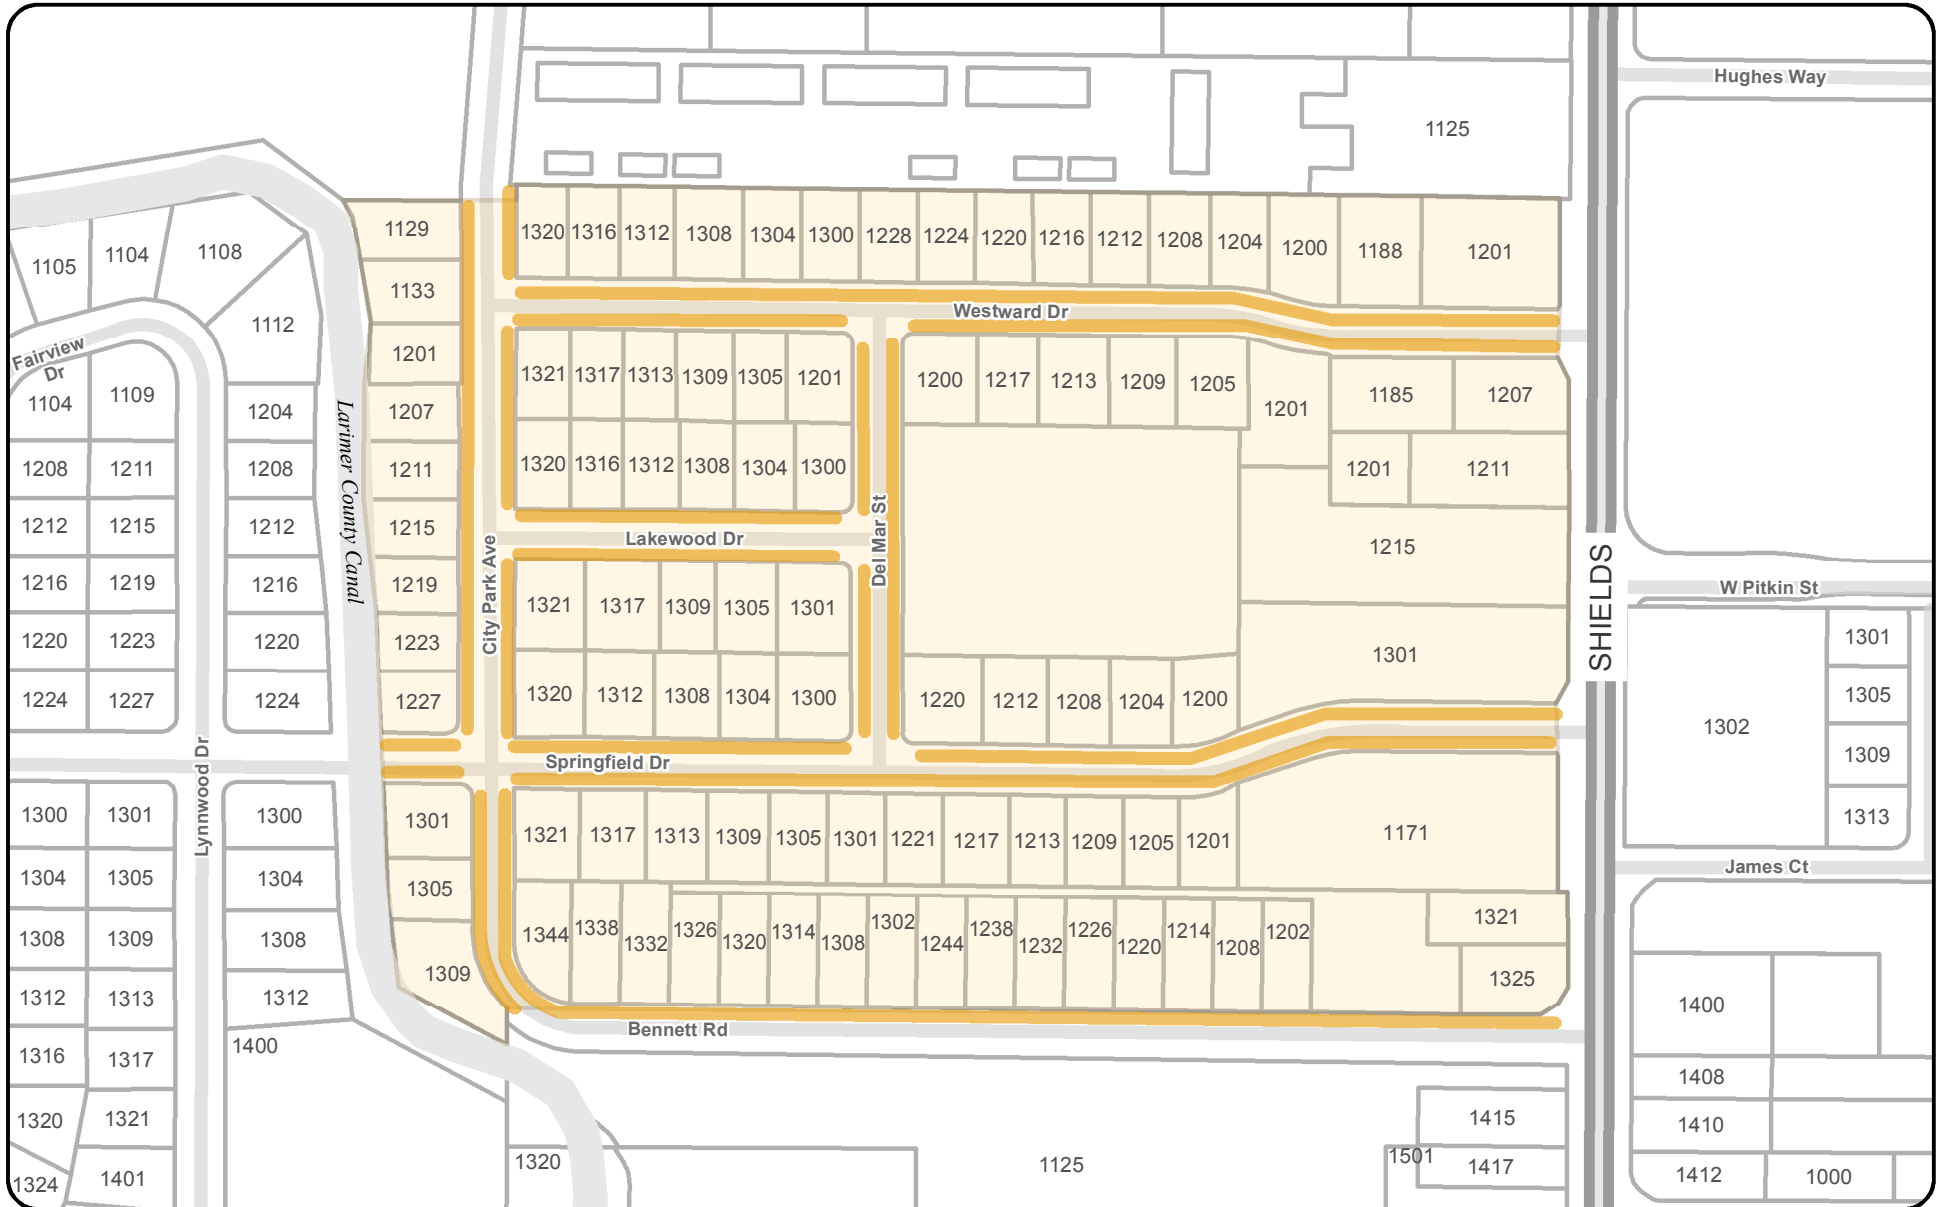 Hughes Way
1125
1129
1320 1316 1312 1308 1304 1300 1228 1224 1220 1216 1212 1208 1204 1200 1188 1201
1105 1104 1108
1133
1112
Westward Dr
Fairview
Dr
1201
1321 1317 1313 1309 1305 1201
1200 1217 1213 1209 1205
1201
1185 1207
1104 1109
1204
1207
Larimer County Canal
1208 1211
1208
1211
1320 1316 1312 1308 1304 1300
1201 1211
1212 1215
1212
1215
Lakewood Dr
City Park Ave
Del Mar St
1215
SHIELDS
W Pitkin St
1216 1219
1216
1219
1321 1317 1309 1305 1301
1220 1223
1220
1223
1301
1301
1224 1227
1224
1227
1320 1312 1308 1304 1300
1220 1212 1208 1204 1200
1302
1305
1309
1313
Lynnwood Dr
Springfield Dr
1300 1301
1300
1301
1321 1317 1313 1309 1305 1301 1221 1217 1213 1209 1205 1201
1171
James Ct
1304 1305
1304
1305
1308 1309
1308
1309
1344 1338 1332 1326 1320 1314 1308 1302 1244 1238 1232 1226 1220 1214 1208 1202
1321
1325
1312 1313
1312
1400
Bennett Rd
1400
1316 1317
1408
1320 1321
1415
1410
1320
1125
1501
1417
1324 1401
1412 1000